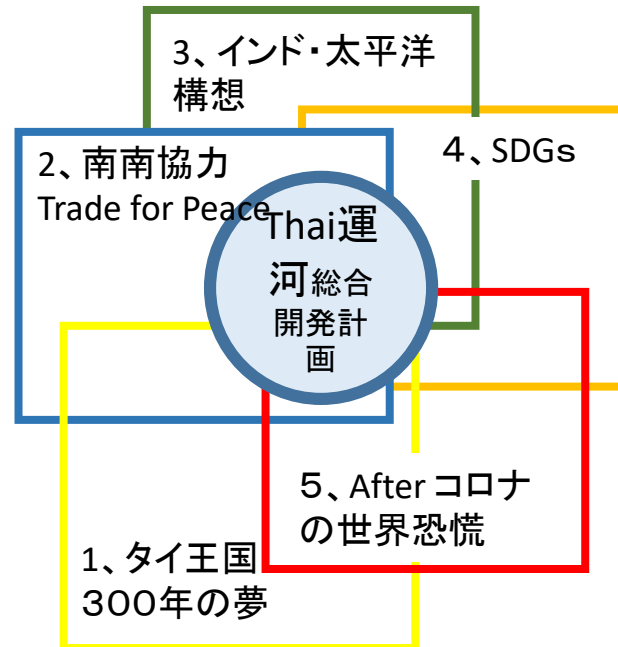 3、インド・太平洋
構想
4、SDGs
2、南南協力
Trade for Peace
Thai運
河総合
開発計
画
5、After コロナ
の世界恐慌
1、タイ王国
300年の夢